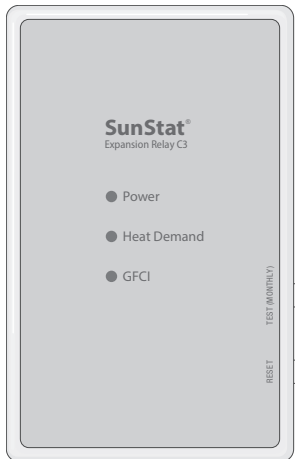 SunStat®
Expansion Relay C3
Power
Heat Demand
GFCI
TEST (MONTHLY)
RESET